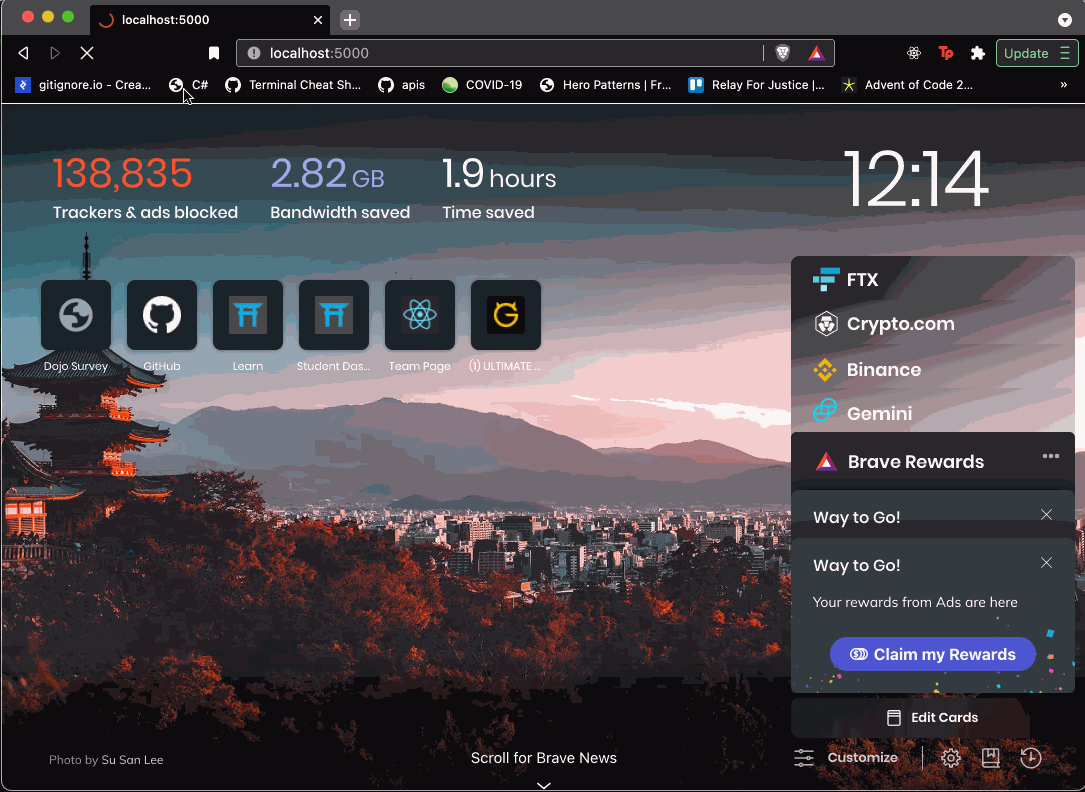 localhost:5000
localhost:5000
Tp
Update
gitignore.io - Crea...
C#
Terminal Cheat Sh...
apis
COVID-19
Hero Patterns | Fr...
Relay For Justice |...
Advent of Code 2...
»
138,835
Trackers & ads blocked
2.82 GB
Bandwidth saved
1.9 hours
Time saved
12:14
Dojo Survey
GitHub
Learn
Student Das...
Team Page
(1) ULTIMATE ...
FTX
Crypto.com
Binance
Gemini
Brave Rewards
Way to Go!
Way to Go!
Your rewards from Ads are here
Claim my Rewards
Edit Cards
Photo by Su San Lee
Scroll for Brave News
Customize